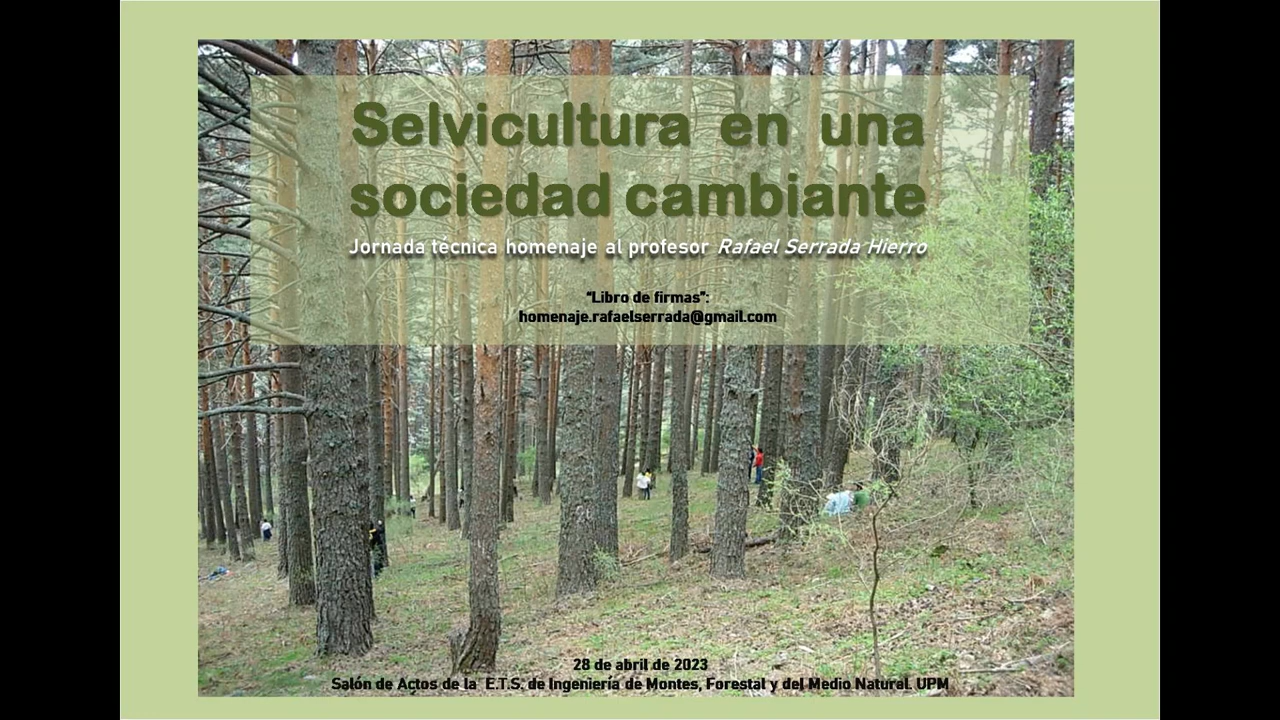 Selvicultura en una
sociedad cambiante
Jornada técnica homenaje al profesor Rafael Serrada Hierro
“Libro de firmas”:
homenaje.rafaelserrada@gmail.com
28 de abril de 2023
Salón de Actos de la E.T.S. de Ingeniería de Montes, Forestal y del Medio Natural. UPM